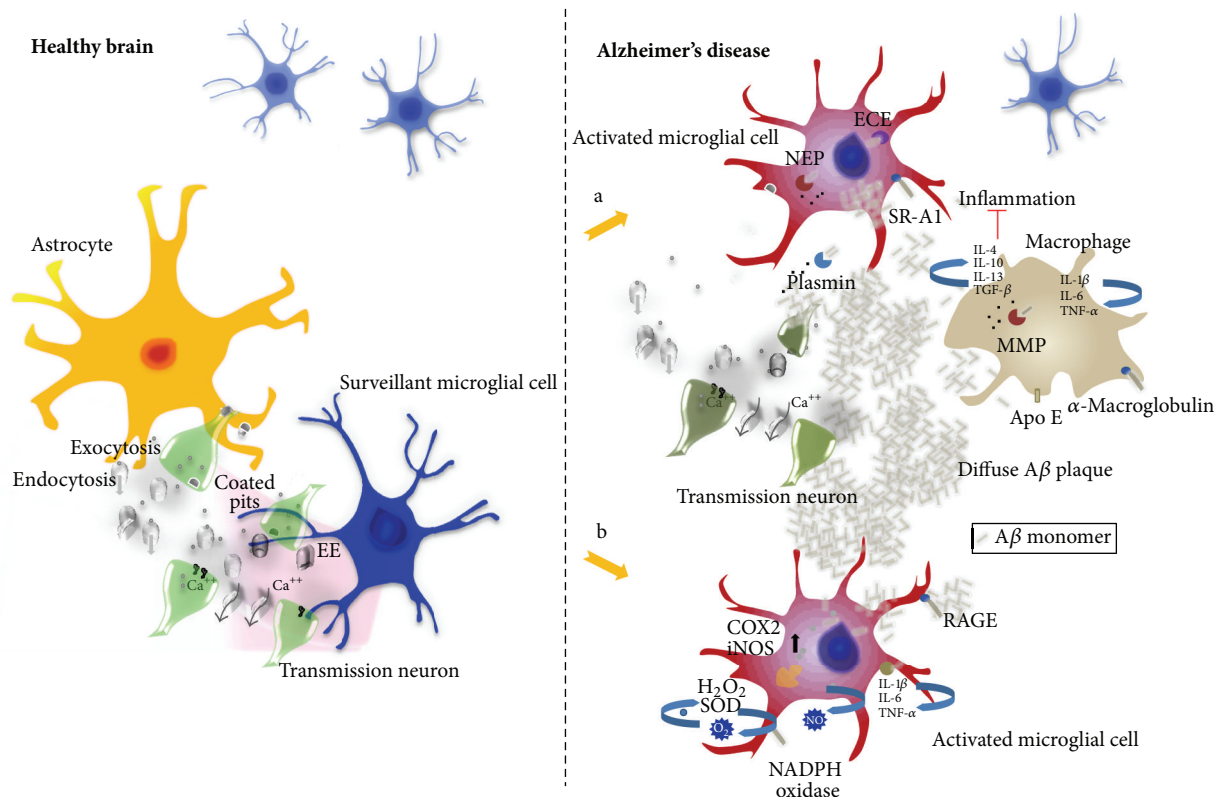 Healthy brain
Astrocyte
Surveillant microglial cell
Exocytosis
Endocytosis
Coated
pits
EE
Ca++
Ca++
Transmission neuron
Alzheimer's disease
Activated microglial cell
ECE
NEP
a
SR-A1
Inflammation
Plasmin
IL-4
IL-10
IL-13
TGF-β
Macrophage
IL-1β
IL-6
TNF-α
MMP
Apo E
α-Macroglobulin
Ca++
Ca++
Transmission neuron
Diffuse Aβ plaque
Aβ monomer
b
COX2
iNOS
RAGE
H₂O₂
SOD
O₂
NO
IL-1β
IL-6
TNF-α
Activated microglial cell
NADPH
oxidase